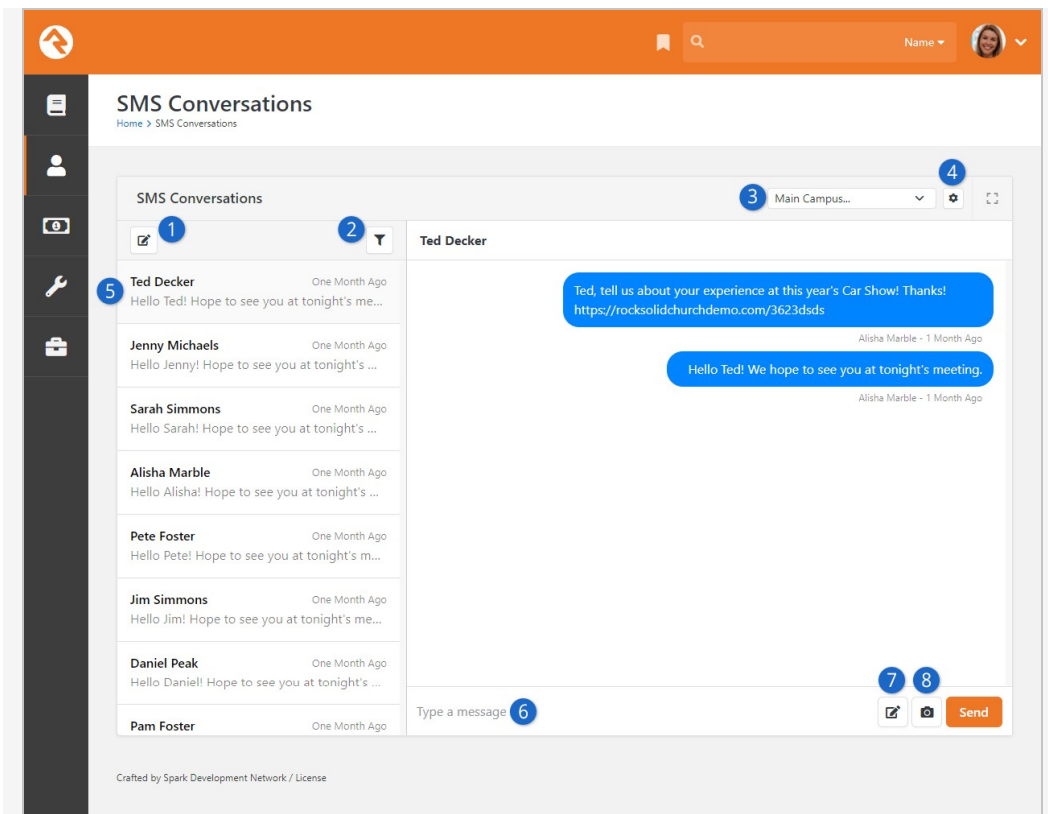 Name
SMS Conversations
Home > SMS Conversations
4
SMS Conversations
3
Main Campus...
1
2
Ted Decker
5
Ted Decker
One Month Ago
Hello Ted! Hope to see you at tonight's me...
Jenny Michaels
One Month Ago
Hello Jenny! Hope to see you at tonight's ...
Sarah Simmons
One Month Ago
Hello Sarah! Hope to see you at tonight's ...
Alisha Marble
One Month Ago
Hello Alisha! Hope to see you at tonight's ...
Pete Foster
One Month Ago
Hello Pete! Hope to see you at tonight's m...
Jim Simmons
One Month Ago
Hello Jim! Hope to see you at tonight's me...
Daniel Peak
One Month Ago
Hello Daniel! Hope to see you at tonight's ...
Pam Foster
One Month Ago
Ted, tell us about your experience at this year's Car Show! Thanks!
https://rocksolidchurchdemo.com/3623dsds
Alisha Marble - 1 Month Ago
Hello Ted! We hope to see you at tonight's meeting.
Alisha Marble - 1 Month Ago
7
8
Type a message
6
Send
Crafted by Spark Development Network / License